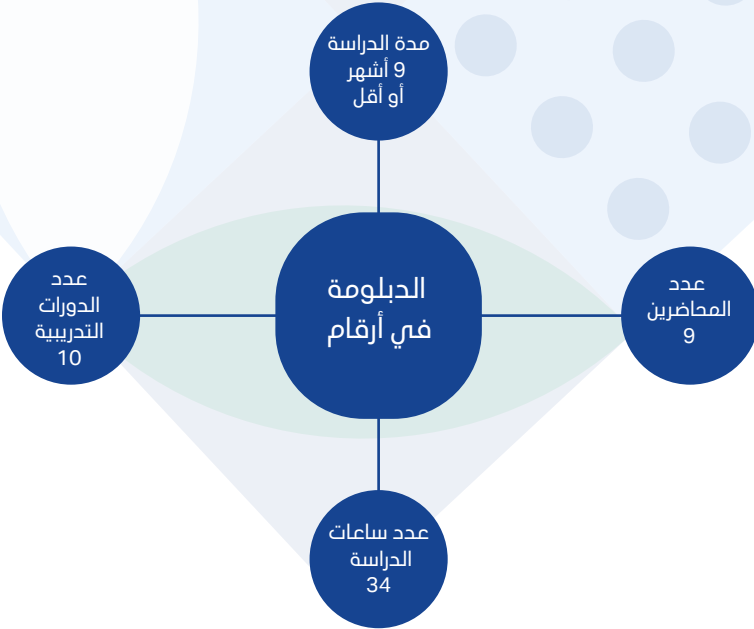 مدة الدراسة
9 أشهر
أو أقل
الدبلومة
في أرقام
عدد
المحاضرين
9
عدد
الدورات
التدريبية
10
عدد ساعات
الدراسة
34